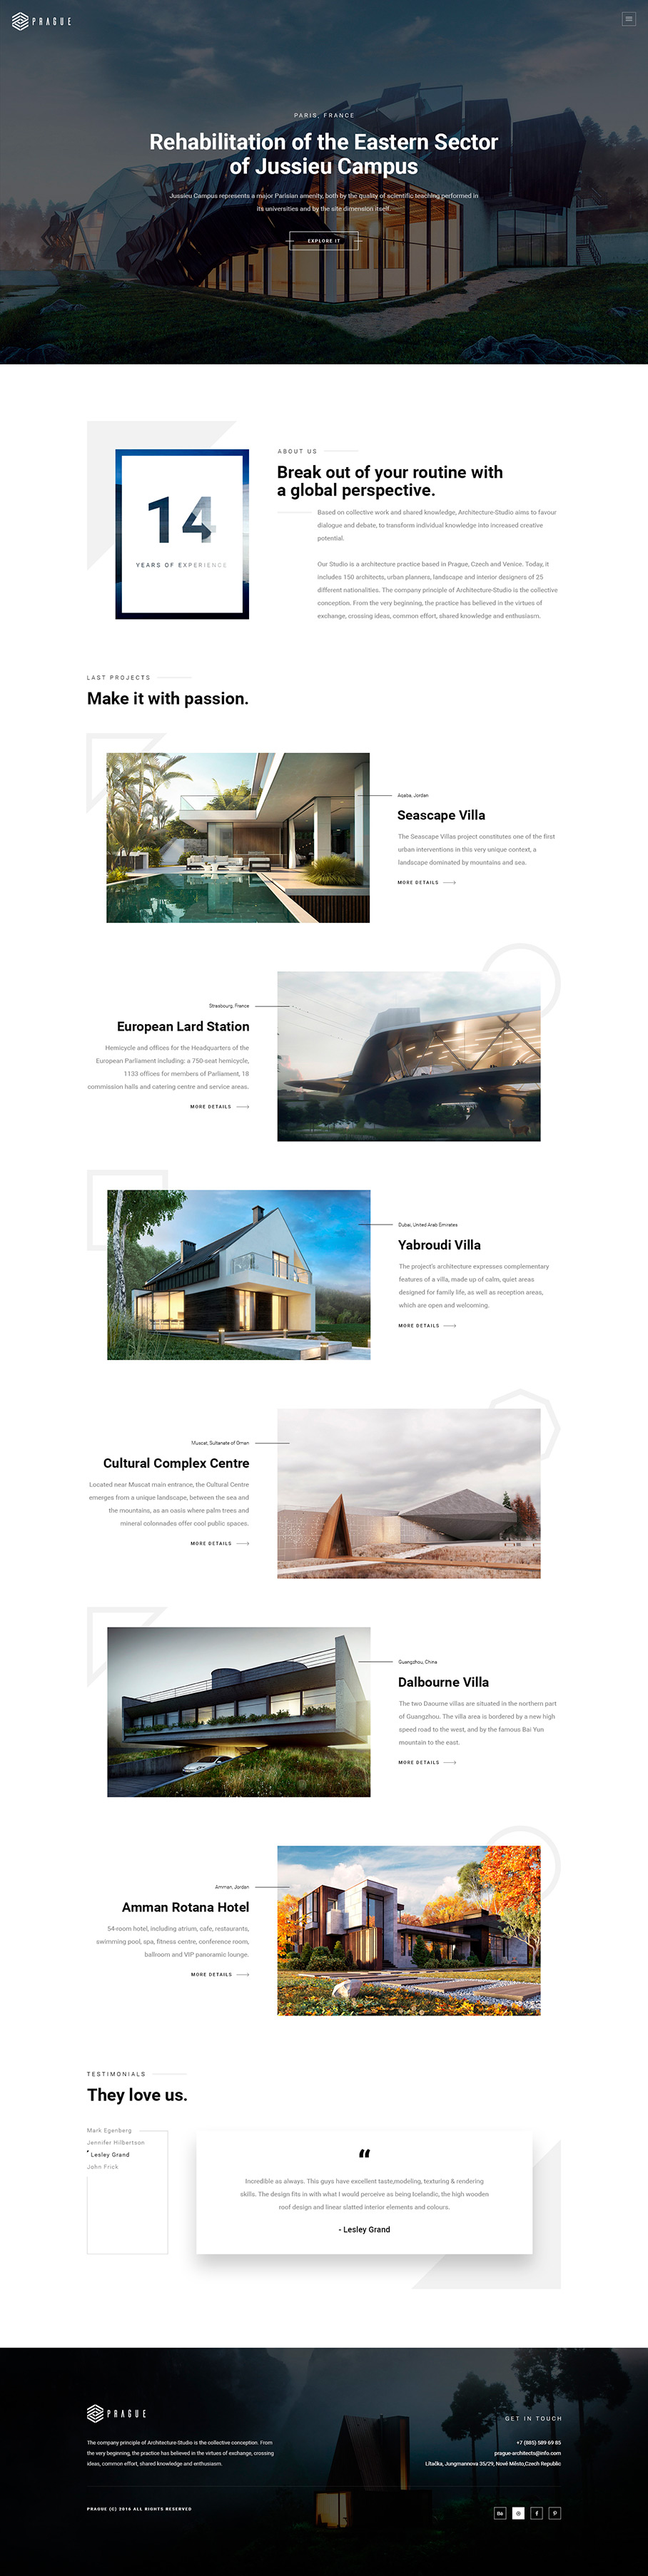 PRAGUE
PARIS, FRANCE
Rehabilitation of the Eastern Sector
of Jussieu Campus
Jussieu Campus represents a major Parisian amenity, both by the quality of scientific teaching performed in
its universities and by the site dimension itself.
EXPLORE IT
14
YEARS OF EXPERIENCE
ABOUT US
Break out of your routine with
a global perspective.
Based on collective work and shared knowledge, Architecture-Studio aims to favour
dialogue and debate, to transform individual knowledge into increased creative
potential.
Our Studio is a architecture practice based in Prague, Czech and Venice. Today, it
includes 150 architects, urban planners, landscape and interior designers of 25
different nationalities. The company principle of Architecture-Studio is the collective
conception. From the very beginning, the practice has believed in the virtues of
exchange, crossing ideas, common effort, shared knowledge and enthusiasm.
LAST PROJECTS
Make it with passion.
Aqaba, Jordan
Seascape Villa
The Seascape Villas project constitutes one of the first
urban interventions in this very unique context, a
landscape dominated by mountains and sea.
MORE DETAILS
Strasbourg, France
European Lard Station
Hemicycle and offices for the Headquarters of the
European Parliament including: a 750-seat hemicycle,
1133 offices for members of Parliament, 18
commission halls and catering centre and service areas.
MORE DETAILS
Dubai, United Arab Emirates
Yabroudi Villa
The project's architecture expresses complementary
features of a villa, made up of calm, quiet areas
designed for family life, as well as reception areas,
which are open and welcoming.
MORE DETAILS
Muscat, Sultanate of Oman
Cultural Complex Centre
Located near Muscat main entrance, the Cultural Centre
emerges from a unique landscape, between the sea and
the mountains, as an oasis where palm trees and
mineral colonnades offer cool public spaces.
MORE DETAILS
Guangzhou, China
Dalbourne Villa
The two Daourne villas are situated in the northern part
of Guangzhou. The villa area is bordered by a new high
speed road to the west, and by the famous Bai Yun
mountain to the east.
MORE DETAILS
Amman, Jordan
Amman Rotana Hotel
54-room hotel, including atrium, cafe, restaurants,
swimming pool, spa, fitness centre, conference room,
ballroom and VIP panoramic lounge.
MORE DETAILS
TESTIMONIALS
They love us.
Mark Egenberg
Jennifer Hilbertson
Lesley Grand
John Frick
“
Incredible as always. This guys have excellent taste,modeling, texturing & rendering
skills. The design fits in with what I would perceive as being Icelandic, the high wooden
roof design and linear slatted interior elements and colours.
- Lesley Grand
PRAGUE
The company principle of Architecture-Studio is the collective conception. From
the very beginning, the practice has believed in the virtues of exchange, crossing
ideas, common effort, shared knowledge and enthusiasm.
GET IN TOUCH
+7 (885) 589 69 85
prague-architects@info.com
Litačka, Jungmannova 35/29, Nové Město,Czech Republic
PRAGUE (C) 2016 ALL RIGHTS RESERVED